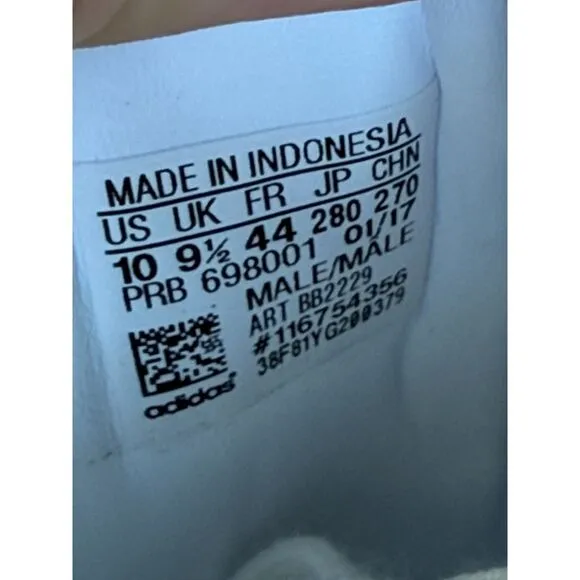 MADE IN INDONESIA
US UK FR JP CHN
10 9½ 44 280 270
PRB 698001 01/17
MALE/MALE
ART BB2229
#116754356
38F81YG200379
adidas